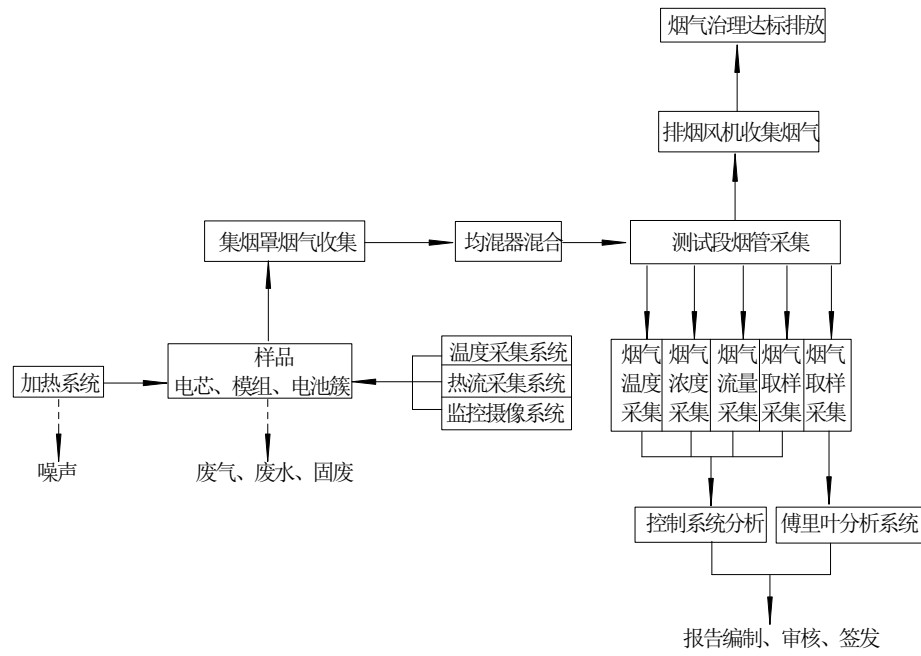 烟气治理达标排放
排烟风机收集烟气
集烟罩烟气收集
均混器混合
测试段烟管采集
加热系统
样品
电芯、模组、电池簇
温度采集系统
热流采集系统
监控摄像系统
烟气
温度
采集
烟气
浓度
采集
烟气
流量
采集
烟气
取样
采集
烟气
取样
采集
噪声
废气、废水、固废
控制系统分析
傅里叶分析系统
报告编制、审核、签发